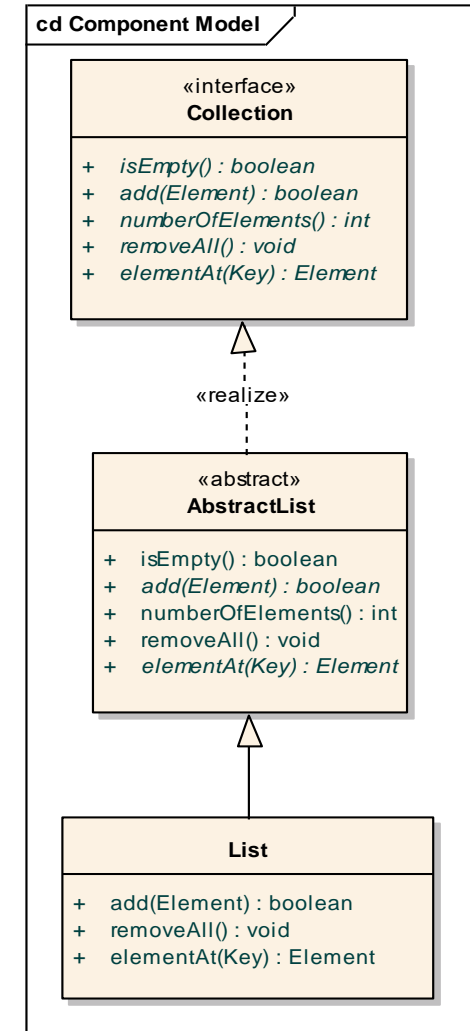 cd Component Model
«interface»
Collection
+ isEmpty() : boolean
+ add(Element) : boolean
+ numberOfElements() : int
+ removeAll() : void
+ elementAt(Key) : Element
«realize»
«abstract»
AbstractList
+ isEmpty() : boolean
+ add(Element) : boolean
+ numberOfElements() : int
+ removeAll() : void
+ elementAt(Key) : Element
List
+ add(Element) : boolean
+ removeAll() : void
+ elementAt(Key) : Element